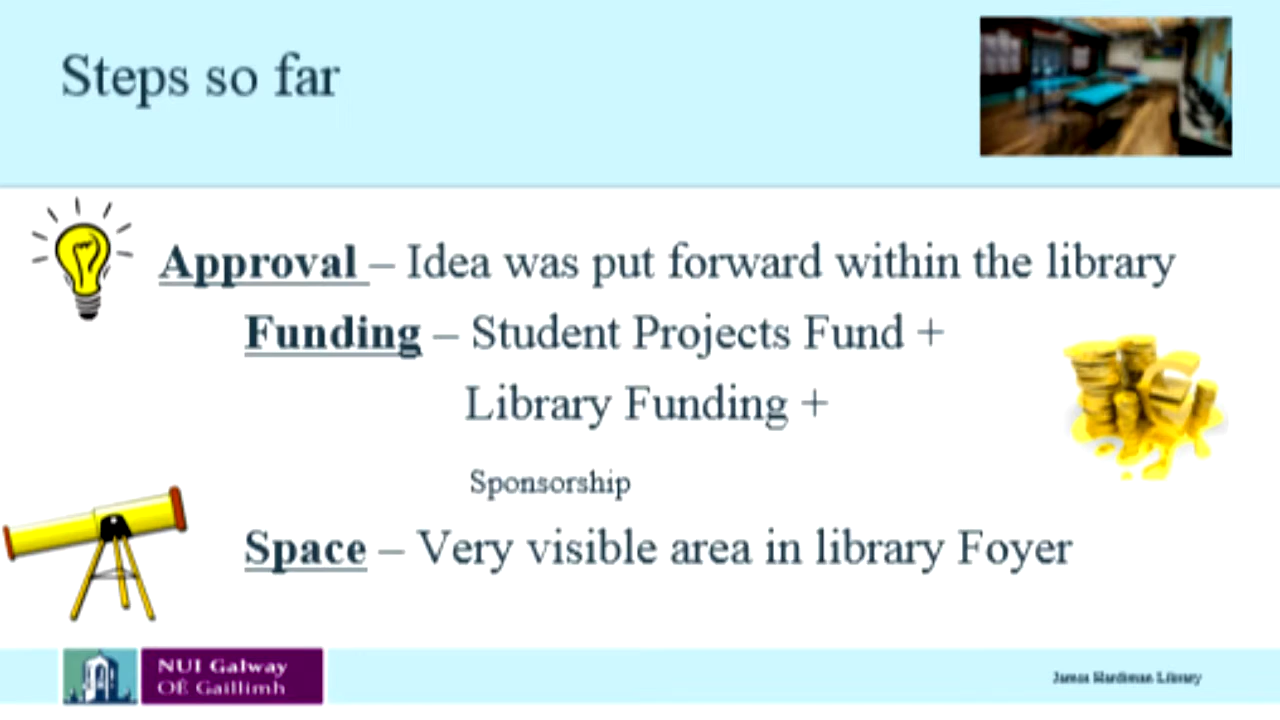 Steps so far
Approval – Idea was put forward within the library
Funding – Student Projects Fund +
Library Funding +
Sponsorship
Space – Very visible area in library Foyer
NUI Galway
OÉ Gaillimh
James Hardiman Library